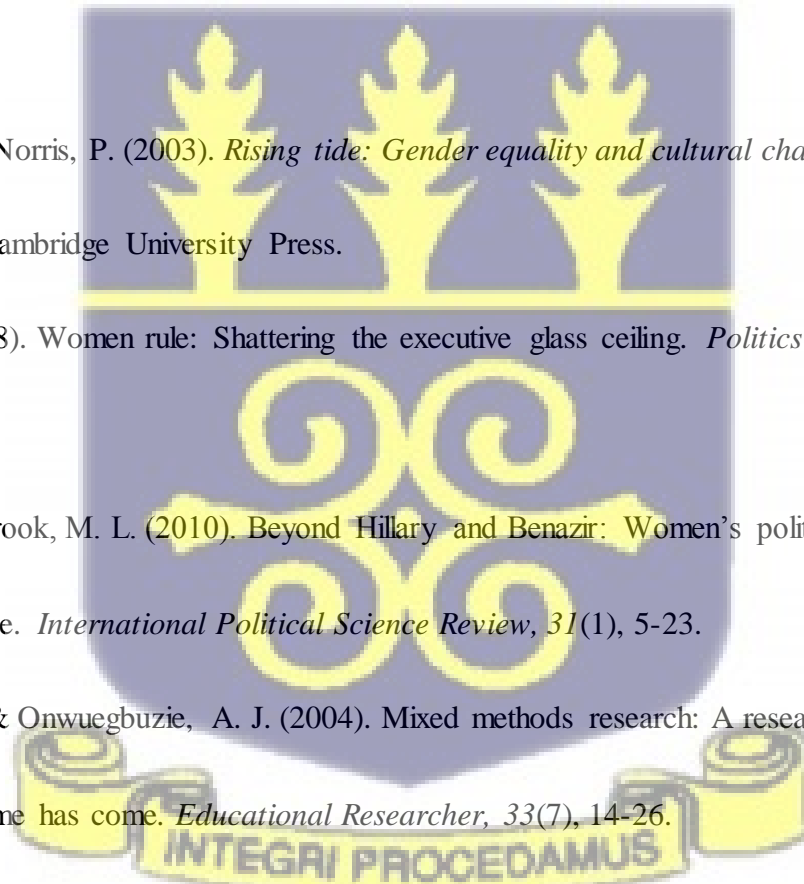 Norris, P. (2003). Rising tide: Gender equality and cultural cha
ambridge University Press.
8). Women rule: Shattering the executive glass ceiling. Politics
rook, M. L. (2010). Beyond Hillary and Benazir: Women's polit
e. International Political Science Review, 31(1), 5-23.
& Onwuegbuzie, A. J. (2004). Mixed methods research: A resea
me has come. Educational Researcher, 33(7), 14-26.
INTEGRI PROCEDAMUS